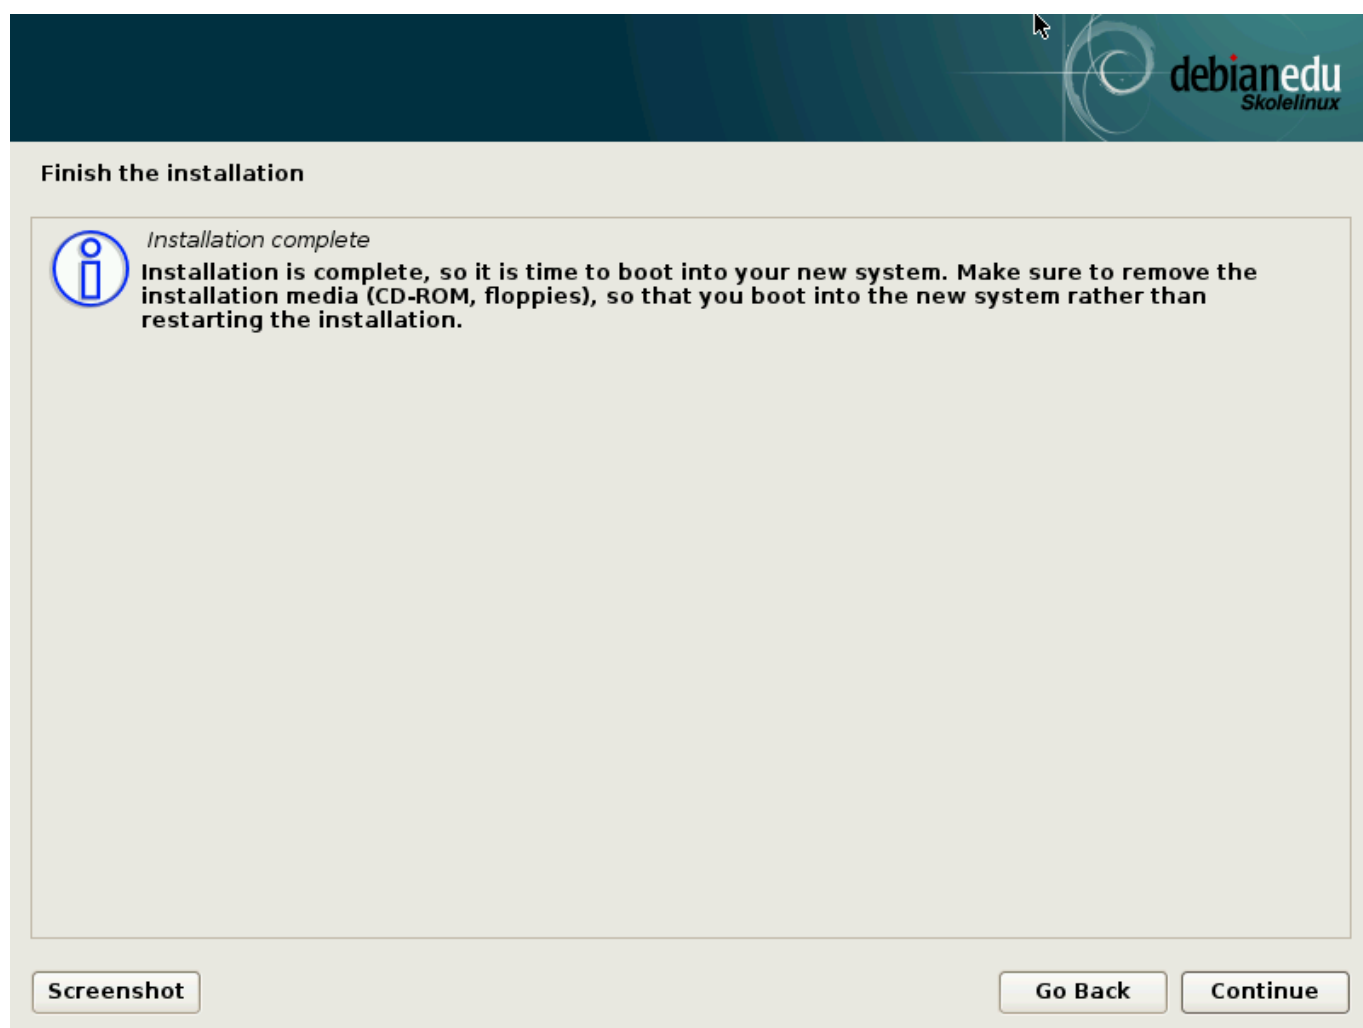 debianedu
Skolelinux
Finish the installation
Installation complete
Installation is complete, so it is time to boot into your new system. Make sure to remove the
installation media (CD-ROM, floppies), so that you boot into the new system rather than
restarting the installation.
Screenshot
Go Back
Continue